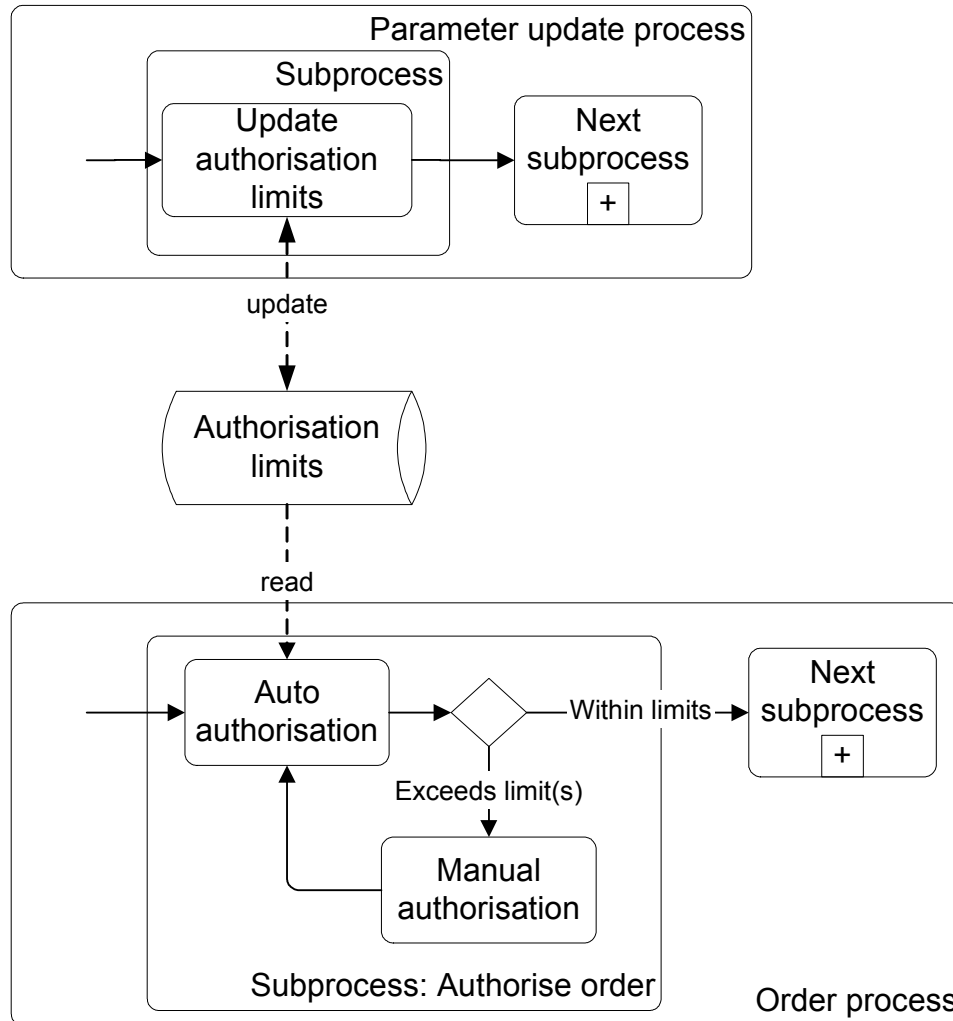 Parameter update process
Subprocess
Update
authorisation
limits
Next
subprocess
+
update
Authorisation
limits
read
Auto
authorisation
Within limits
Next
subprocess
+
Exceeds limit(s)
Manual
authorisation
Subprocess: Authorise order
Order process